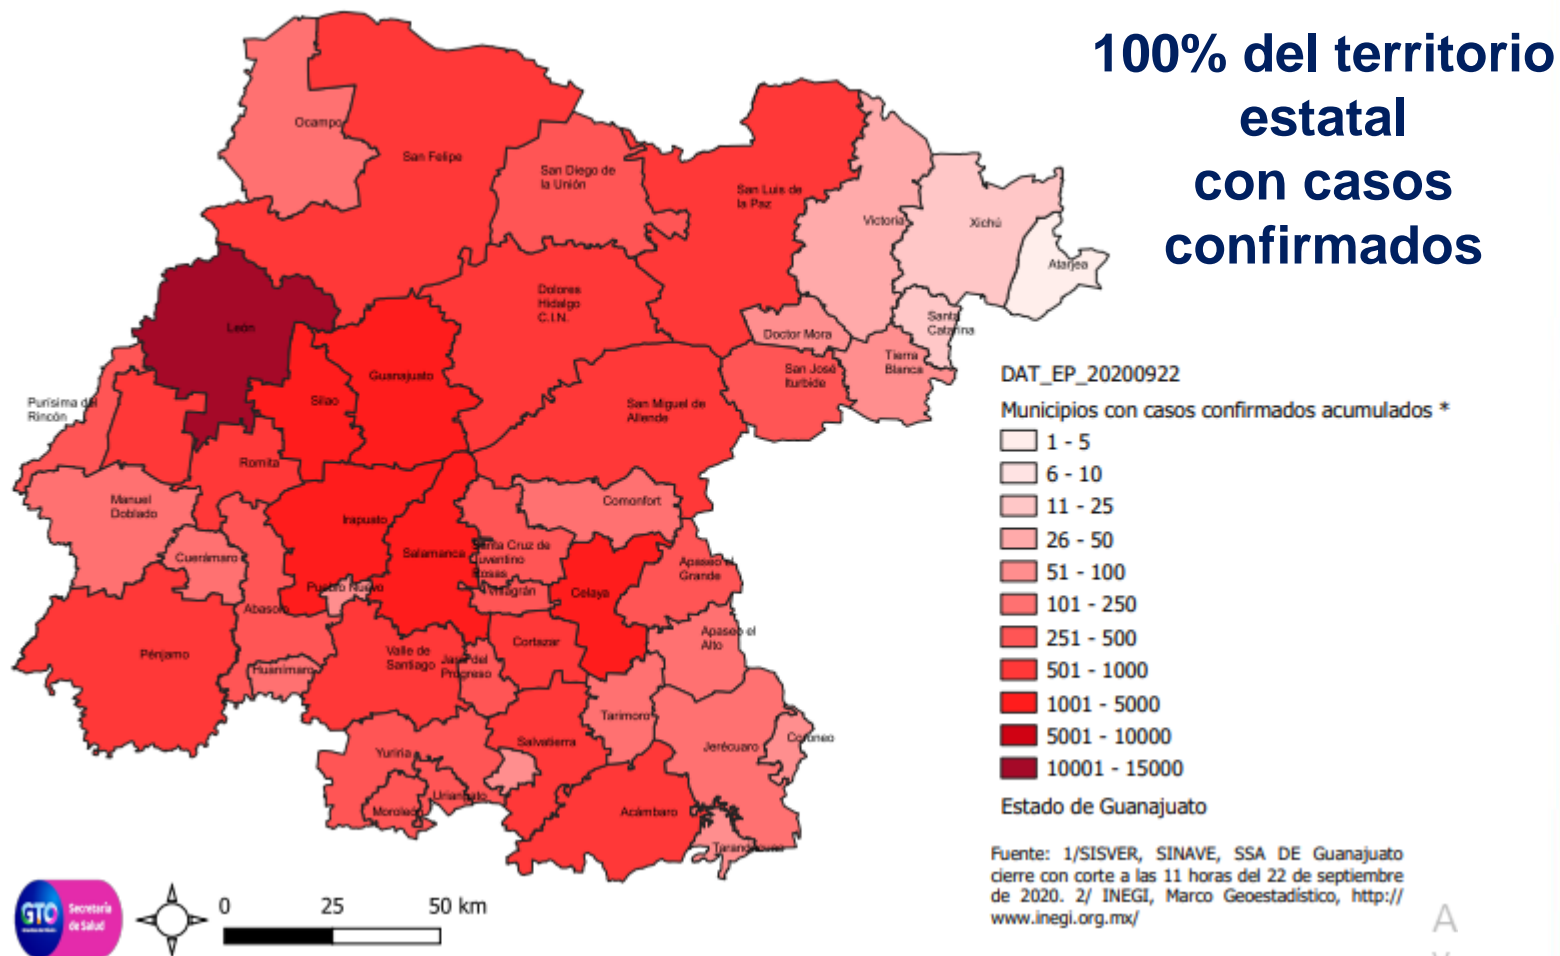 100% del territorio
estatal
con casos
confirmados
Ocampo
San Felipe
San Diego de
la Unión
San Luis de
la Paz
Victoria
Xichú
Atarjea
León
Dolores
Hidalgo
C.I.N.
Santa
Catarina
Doctor Mora
Tierra
Blanca
San José
Iturbide
Guanajuato
Silao
San Miguel de
Allende
Purísima del
Rincón
Romita
Manuel
Doblado
Irapuato
Comonfort
Cuerámaro
Salamanca
Santa Cruz de
Juventino
Rosas
Apaseo el
Grande
Pueblo Nuevo
Villagrán
Celaya
Abasolo
Pénjamo
Valle de
Santiago
Jaral del
Progreso
Cortazar
Apaseo el
Alto
Huanímaro
Tarimoro
Salvatierra
Yuriria
Jerécuaro
Coroneo
Uriangato
Moroleón
Acámbaro
Tarandacuao
DAT_EP_20200922
Municipios con casos confirmados acumulados *
1 - 5
6 - 10
11 - 25
26 - 50
51 - 100
101 - 250
251 - 500
501 - 1000
1001 - 5000
5001 - 10000
10001 - 15000
Estado de Guanajuato
Fuente: 1/SISVER, SINAVE, SSA DE Guanajuato
cierre con corte a las 11 horas del 22 de septiembre
de 2020. 2/ INEGI, Marco Geoestadístico, http://
www.inegi.org.mx/
GTO
Secretaría
de Salud
0 25 50 km
A